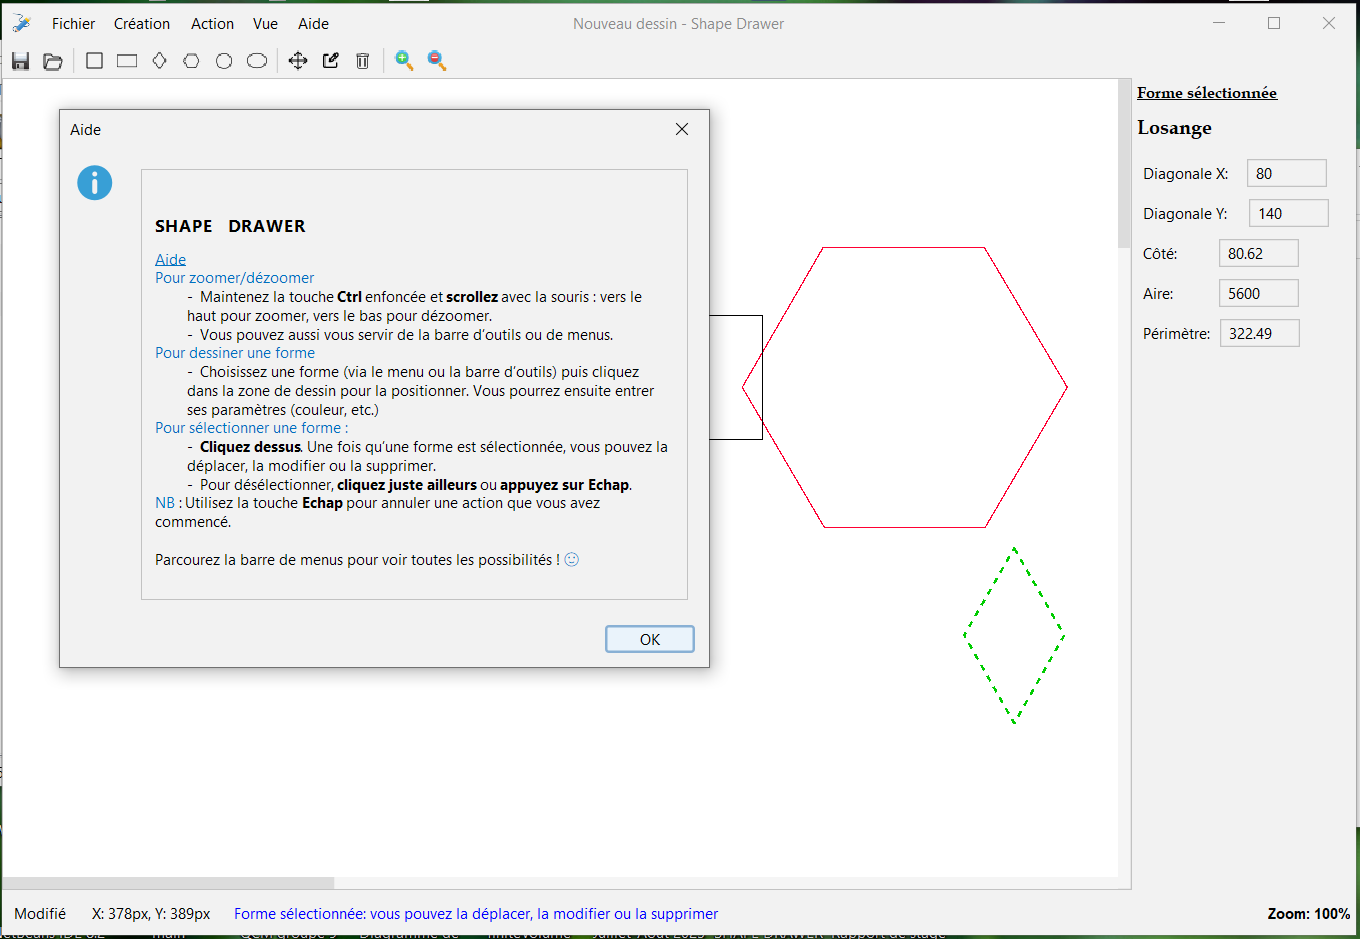 Fichier Création Action Vue Aide
Nouveau dessin - Shape Drawer
Aide
SHAPE DRAWER
Aide
Pour zoomer/dézoomer
- Maintenez la touche Ctrl enfoncée et scrollez avec la souris : vers le
haut pour zoomer, vers le bas pour dézoomer.
- Vous pouvez aussi vous servir de la barre d'outils ou de menus.
Pour dessiner une forme
- Choisissez une forme (via le menu ou la barre d'outils) puis cliquez
dans la zone de dessin pour la positionner. Vous pourrez ensuite entrer
ses paramètres (couleur, etc.)
Pour sélectionner une forme :
- Cliquez dessus. Une fois qu'une forme est sélectionnée, vous pouvez la
déplacer, la modifier ou la supprimer.
- Pour désélectionner, cliquez juste ailleurs ou appuyez sur Echap.
NB : Utilisez la touche Echap pour annuler une action que vous avez
commencé.
Parcourez la barre de menus pour voir toutes les possibilités ! 🙂
OK
Forme sélectionnée
Losange
Diagonale X: 80
Diagonale Y: 140
Côté: 80.62
Aire: 5600
Périmètre: 322.49
Modifié X: 378px, Y: 389px Forme sélectionnée: vous pouvez la déplacer, la modifier ou la supprimer Zoom: 100%